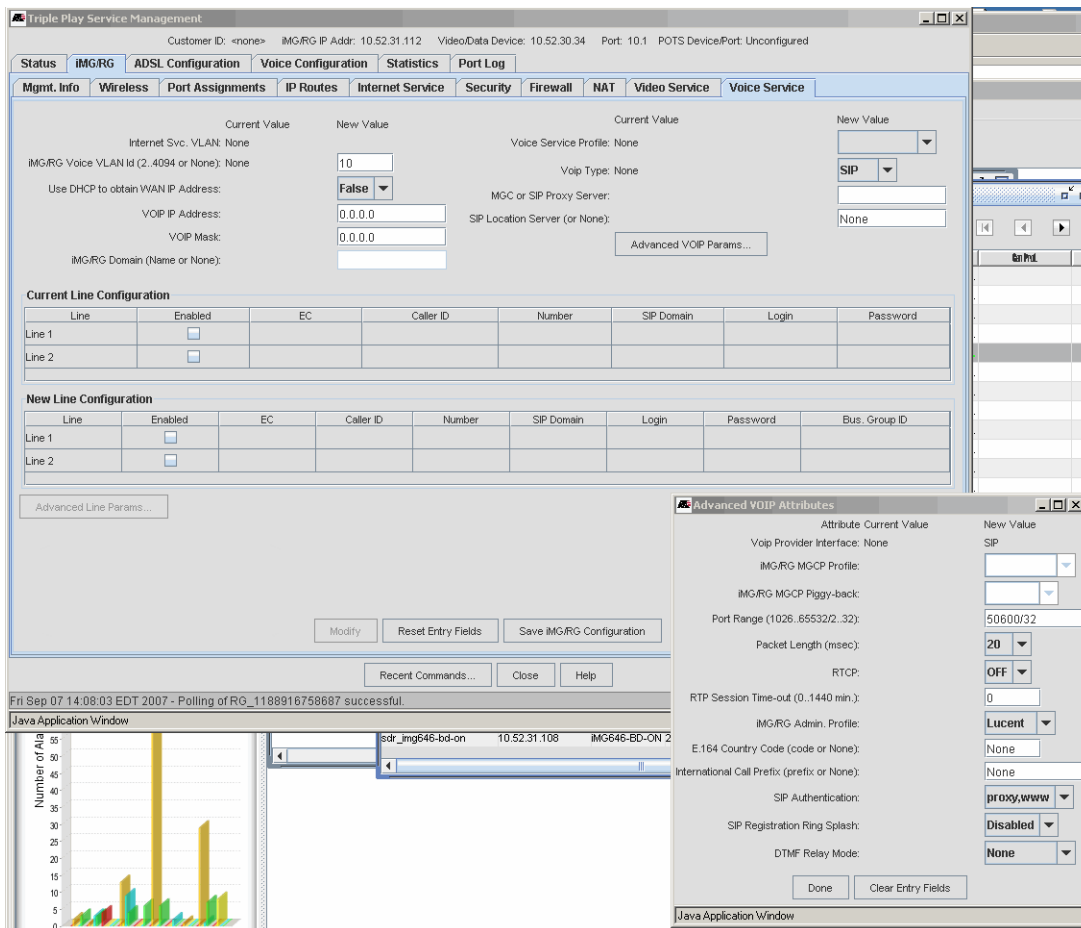 Triple Play Service Management
Customer ID: <none> iMG/RG IP Addr: 10.52.31.112 Video/Data Device: 10.52.30.34 Port: 10.1 POTS Device/Port: Unconfigured
Status iMG/RG ADSL Configuration Voice Configuration Statistics Port Log
Mgmt. Info Wireless Port Assignments IP Routes Internet Service Security Firewall NAT Video Service Voice Service
Current Value New Value Current Value New Value
Internet Svc. VLAN: None
Voice Service Profile: None
iMG/RG Voice VLAN Id (2..4094 or None): None 10
Voip Type: None SIP
Use DHCP to obtain WAN IP Address: False
MGC or SIP Proxy Server:
VOIP IP Address: 0.0.0.0
SIP Location Server (or None): None
VOIP Mask: 0.0.0.0
Advanced VOIP Params...
iMG/RG Domain (Name or None):
Current Line Configuration
Line Enabled EC Caller ID Number SIP Domain Login Password
Line 1
Line 2
New Line Configuration
Line Enabled EC Caller ID Number SIP Domain Login Password Bus. Group ID
Line 1
Line 2
Advanced Line Params...
Modify Reset Entry Fields Save iMG/RG Configuration
Recent Commands... Close Help
Fri Sep 07 14:08:03 EDT 2007 - Polling of RG_1188916758687 successful.
Java Application Window
Advanced VOIP Attributes
Attribute Current Value New Value
Voip Provider Interface: None SIP
iMG/RG MGCP Profile:
iMG/RG MGCP Piggy-back:
Port Range (1026..65532/2..32): 50600/32
Packet Length (msec): 20
RTCP: OFF
RTP Session Time-out (0..1440 min.): 0
iMG/RG Admin. Profile: Lucent
E.164 Country Code (code or None): None
International Call Prefix (prefix or None): None
SIP Authentication: proxy,www
SIP Registration Ring Splash: Disabled
DTMF Relay Mode: None
Done Clear Entry Fields
Java Application Window
sdr_img646-bd-on 10.52.31.108 iMG646-BD-ON 2
Number of Ala
55
50
45
40
35
30
25
20
15
10
5
0